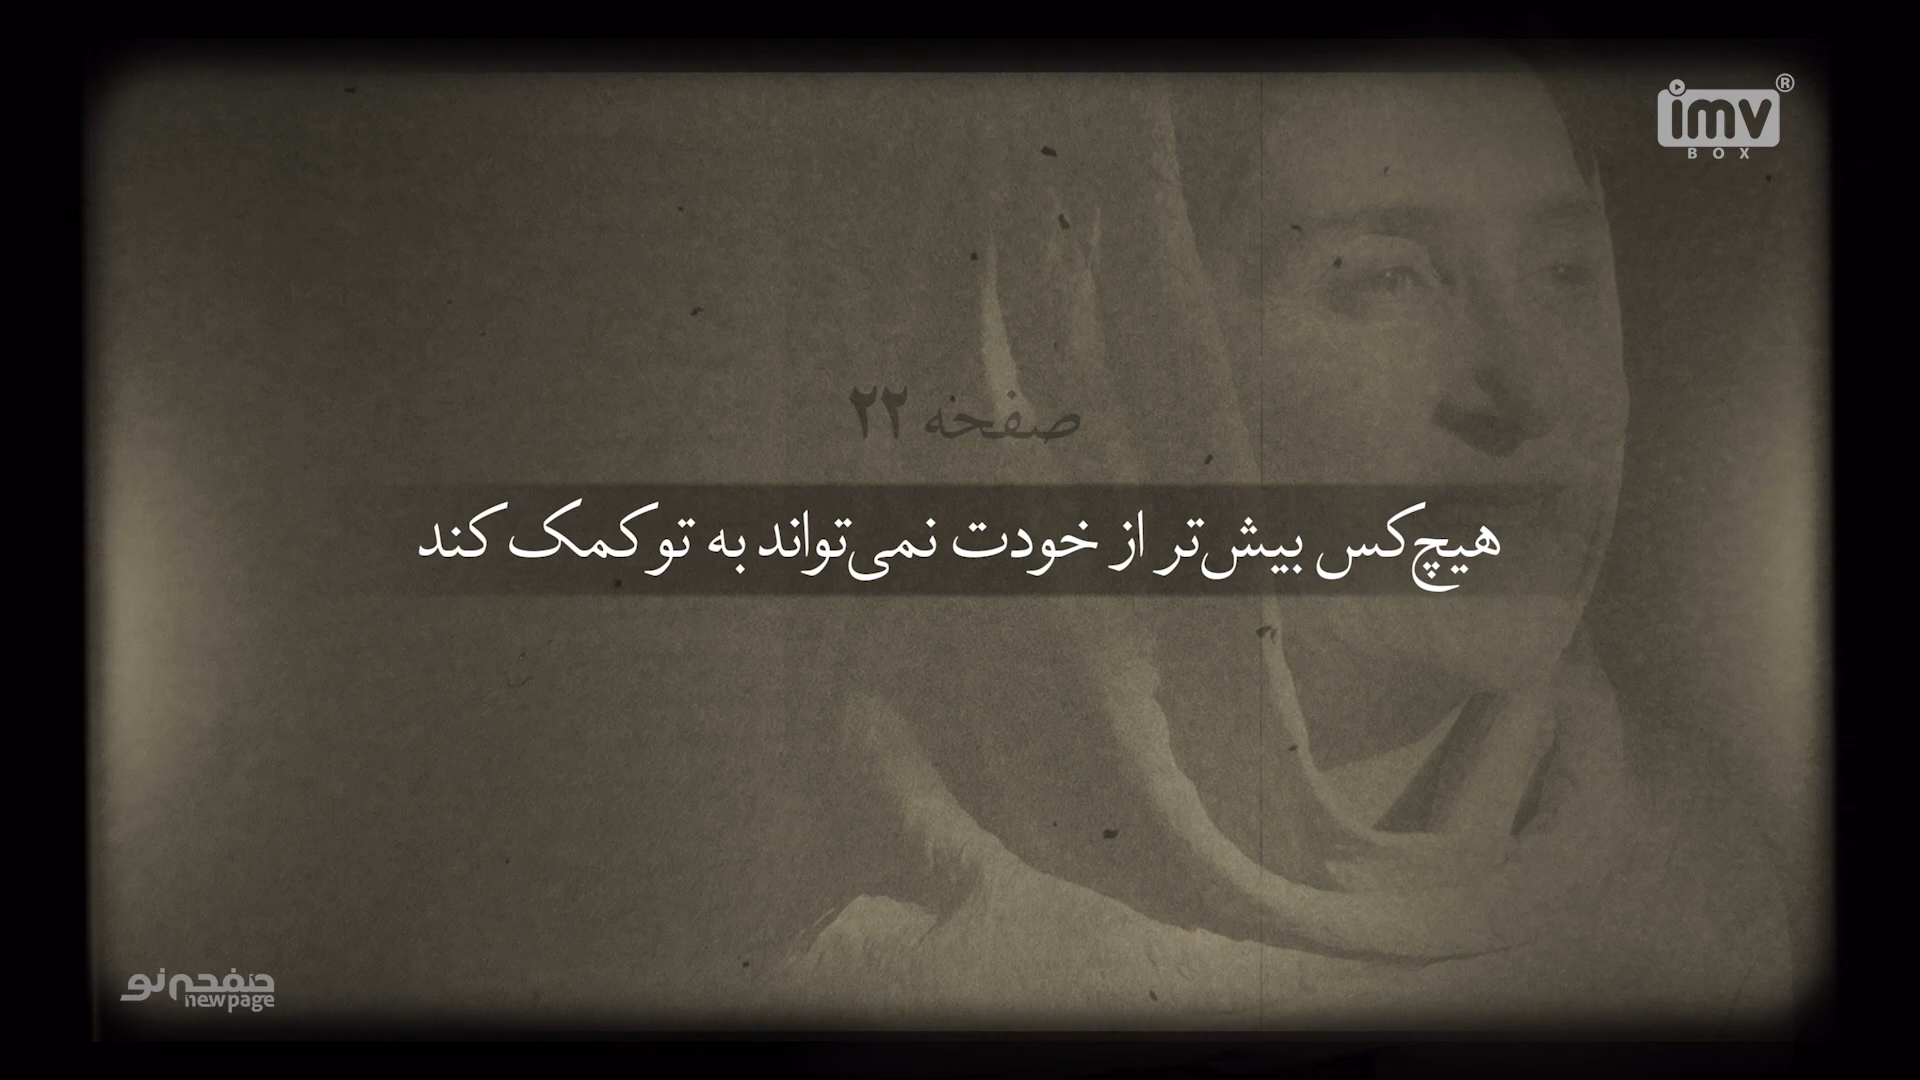 imv®
BOX
صفحه ۲۲
هیچ‌کس بیش‌تر از خودت نمی‌تواند به تو کمک کند
صفحه نو
newpage